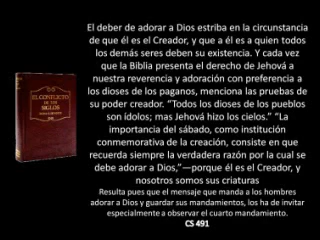 El deber de adorar a Dios estriba en la circunstancia
de que él es el Creador, y que a él es a quien todos
los demás seres deben su existencia. Y cada vez
que la Biblia presenta el derecho de Jehová a
nuestra reverencia y adoración con preferencia a
los dioses de los paganos, menciona las pruebas de
su poder creador. “Todos los dioses de los pueblos
son ídolos; mas Jehová hizo los cielos.” “La
importancia del sábado, como institución
conmemorativa de la creación, consiste en que
recuerda siempre la verdadera razón por la cual se
debe adorar a Dios,”—porque él es el Creador, y
nosotros somos sus criaturas
Resulta pues que el mensaje que manda a los hombres
adorar a Dios y guardar sus mandamientos, los ha de invitar
especialmente a observar el cuarto mandamiento.
CS 491
EL CONFLICTO
DE LOS
SIGLOS